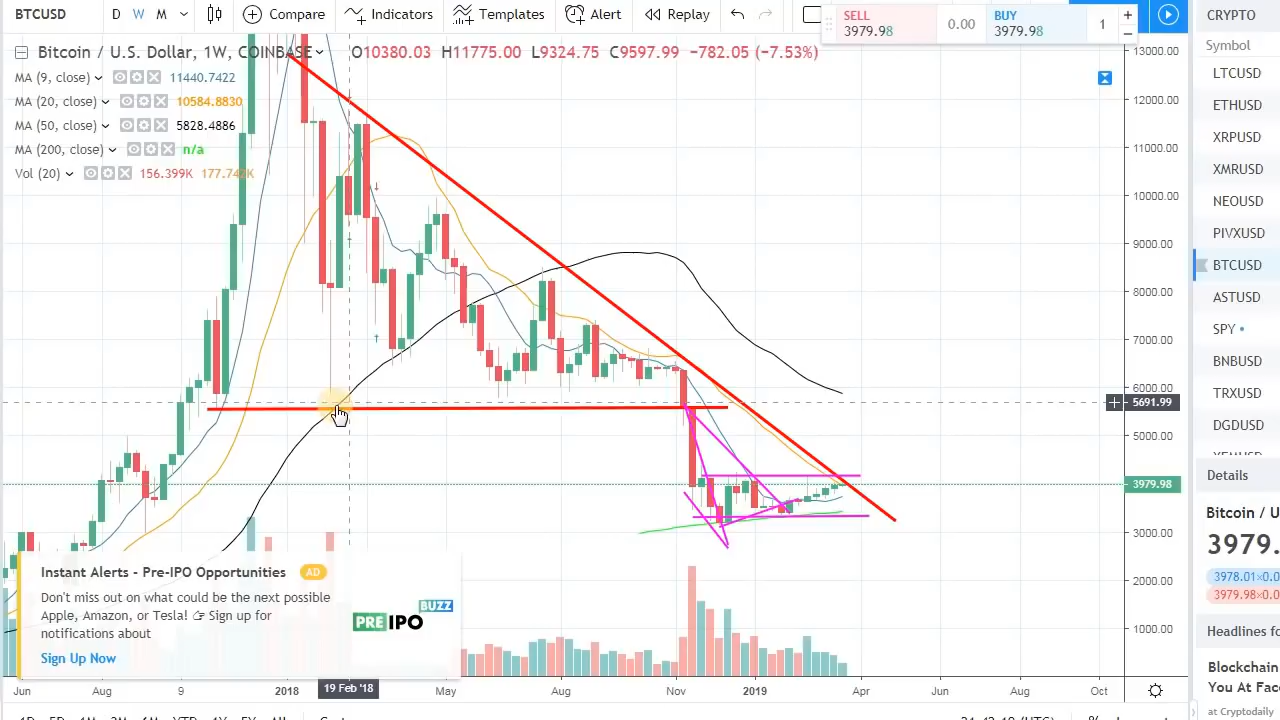 BTCUSD D W M Compare Indicators Templates Alert Replay
SELL 3979.98 0.00 BUY 3979.98 1
CRYPTO
Symbol
Bitcoin / U.S. Dollar, 1W, COINBASE O10380.03 H11775.00 L9324.75 C9597.99 −782.05 (−7.53%)
MA (9, close) 11440.7422
MA (20, close) 10584.8830
MA (50, close) 5828.4886
MA (200, close) n/a
Vol (20) 156.399K 177.742K
13000.00
12000.00
11000.00
10000.00
9000.00
8000.00
7000.00
6000.00
5691.99
5000.00
3979.98
3000.00
2000.00
1000.00
LTCUSD
ETHUSD
XRPUSD
XMRUSD
NEOUSD
PIVXUSD
BTCUSD
ASTUSD
SPY
BNBUSD
TRXUSD
DGDUSD
Details
Bitcoin / U
3979.
3978.01×0.0
3979.98×0.0
Headlines fo
Blockchain
You At Face
at Cryptodaily
Instant Alerts - Pre-IPO Opportunities AD
Don't miss out on what could be the next possible
Apple, Amazon, or Tesla! 👉 Sign up for
notifications about
Sign Up Now
PRE IPO BUZZ
Jun Aug 9 2018 19 Feb '18 May Aug Nov 2019 Apr Jun Aug Oct